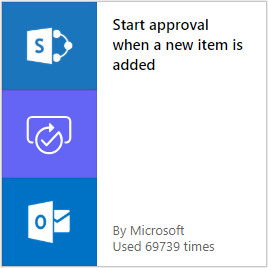 S
Start approval
when a new item is
added
O
By Microsoft
Used 69739 times